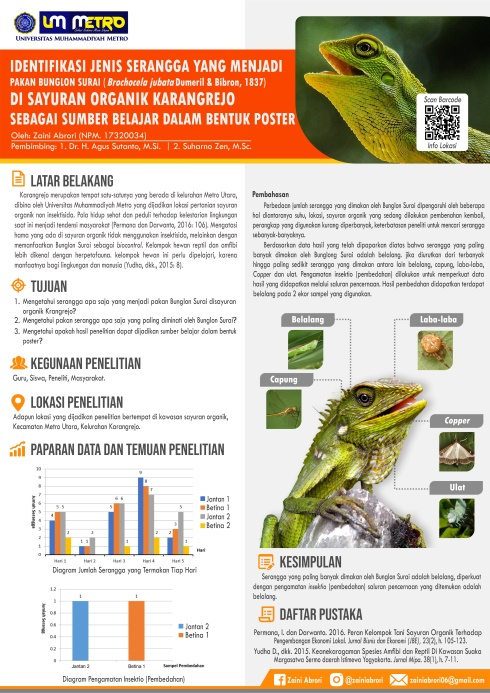 UM METRO
UNIVERSITAS MUHAMMADIYAH METRO
IDENTIFIKASI JENIS SERANGGA YANG MENJADI
PAKAN BUNGLON SURAI ( Brochocela jubata Dumeril & Bibron, 1837)
DI SAYURAN ORGANIK KARANGREJO
SEBAGAI SUMBER BELAJAR DALAM BENTUK POSTER
Oleh: Zaini Abrori (NPM. 17320034)
Pembimbing: 1. Dr. H. Agus Sutanto, M.Si. | 2. Suharno Zen, M.Sc.
Scan Barcode
Info Lokasi
LATAR BELAKANG
Karangrejo merupakan tempat satu-satunya yang berada di kelurahan Metro Utara,
dibina oleh Universitas Muhammadiyah Metro yang dijadikan lokasi pertanian sayuran
organik non insektisida. Pola hidup sehat dan peduli terhadap kelestarian lingkungan
saat ini menjadi tendensi masyarakat (Permana dan Darwanta, 2016: 106). Mengatasi
hama yang ada di sayuran organik tidak menggunakan insektisida, melainkan dengan
memanfaatkan Bunglon Surai sebagai biocontrol. Kelompok hewan reptil dan amfibi
lebih dikenal dengan herpetofauna. kelompok hewan ini perlu dipelajari, karena
manfaatnya bagi lingkungan dan manusia (Yudha, dkk., 2015: 8).
TUJUAN
1. Mengetahui serangga apa saja yang menjadi pakan Bunglon Surai disayuran
organik Krangrejo?
2. Mengetahui pakan serangga apa saja yang paling diminati oleh Bunglon Surai?
3. Mengetahui apakah hasil penelitian dapat dijadikan sumber belajar dalam bentuk
poster?
KEGUNAAN PENELITIAN
Guru, Siswa, Peneliti, Masyarakat.
LOKASI PENELITIAN
Adapun lokasi yang dijadikan penelitian bertempat di kawasan sayuran organik,
Kecamatan Metro Utara, Kelurahan Karangrejo.
PAPARAN DATA DAN TEMUAN PENELITIAN
Jumlah Serangga
10
9
8
7
6
5
4
3
2
1
0
4 5 5 2
1 1 2
5 6 6 1
9 8 7 2
2 3 5 1
Hari 1 Hari 2 Hari 3 Hari 4 Hari 5
Hari
Jantan 1
Betina 1
Jantan 2
Betina 2
Diagram Jumlah Serangga yang Termakan Tiap Hari
Jumlah Serangga
1.2
1
0.8
0.6
0.4
0.2
0
1 1
Jantan 2 Betina 1
Sampel Pembedahan
Jantan 2
Betina 1
Diagram Pengamatan Insektio (Pembedahan)
Pembahasan
Perbedaan jumlah serangga yang dimakan oleh Bunglon Surai dipengaruhi oleh beberapa
hal diantaranya suhu, lokasi, sayuran organik yang sedang dilakukan pembenahan kembali,
perangkap yang digunakan kurang diperbanyak, keterbatasan peneliti untuk mencari serangga
sebanyak-banyaknya.
Berdasarkan data hasil yang telah dipaparkan diatas bahwa serangga yang paling
banyak dimakan oleh Bunglong Surai adalah belalang. jika diurutkan dari terbanyak
hingga paling sedikit serangga yang dimakan antara lain belalang, capung, laba-laba,
Copper dan ulat. Pengamatan insektio (pembedahan) dilakukan untuk memperkuat data
hasil yang didapatkan melalui saluran pencernaan. Hasil pembedahan didapatkan terdapat
belalang pada 2 ekor sampel yang digunakan.
Belalang
Laba-laba
Capung
Copper
Ulat
KESIMPULAN
Serangga yang paling banyak dimakan oleh Bunglon Surai adalah belalang, diperkuat
dengan pengamatan insektio (pembedahan) saluran pencernaan yang ditemukan adalah
belalang.
DAFTAR PUSTAKA
Permana, I. dan Darwanta. 2016. Peran Kelompok Tani Sayuran Organik Terhadap
Pengembangan Ekonomi Lokal. Jurnal Bisnis dan Ekonomi (JBE), 23(2), h. 105-123.
Yudha D., dkk. 2015. Keanekaragaman Spesies Amfibi dan Reptil Di Kawasan Suaka
Margasatwa Sermo daerah Istimewa Yogyakarta. Jurnal Mipa. 38(1), h. 7-11.
Zaini Abrori
@zainiabrori
zainiabrori06@gmail.com